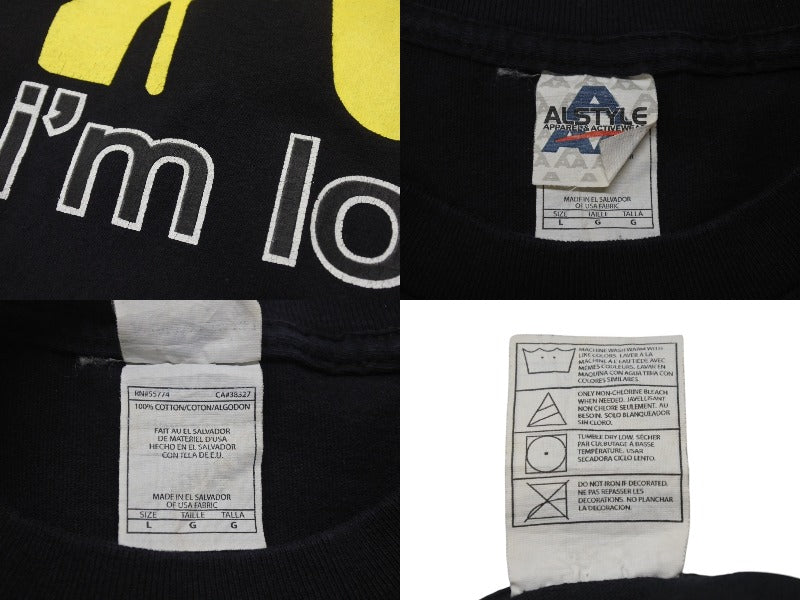 i'm lo
ALSTYLE
APPAREL & ACTIVEWEAR
MADE IN EL SALVADOR
OF USA FABRIC
SIZE TAILLE TALLA
L G G
RN#55774 CA#38327
100% COTTON/COTON/ALGODON
FAIT AU EL SALVADOR
DE MATERIEL D'USA
HECHO EN EL SALVADOR
CON TELA DE E.U.
MADE IN EL SALVADOR
OF USA FABRIC
SIZE TAILLE TALLA
L G G
MACHINE WASH WARM WITH
LIKE COLORS. LAVER À LA
MACHINE A L'EAU TIEDE AVEC
MÊMES COULEURS. LAVAR EN
MAQUINA CON AGUA TIBIA CON
COLORES SIMILARES.
ONLY NON-CHLORINE BLEACH
WHEN NEEDED. JAVELLISANT
NON CHLORE SEULEMENT. AU
BESOIN. SOLO BLANQUEADOR
SIN CLORO.
TUMBLE DRY LOW. SÉCHER
PAR CULBUTAGE À BASSE
TEMPÉRATURE. USAR
SECADORA CICLO LENTO.
DO NOT IRON IF DECORATED.
NE PAS REPASSER LES
DECORATIONS. NO PLANCHAR
LA DECORACION.